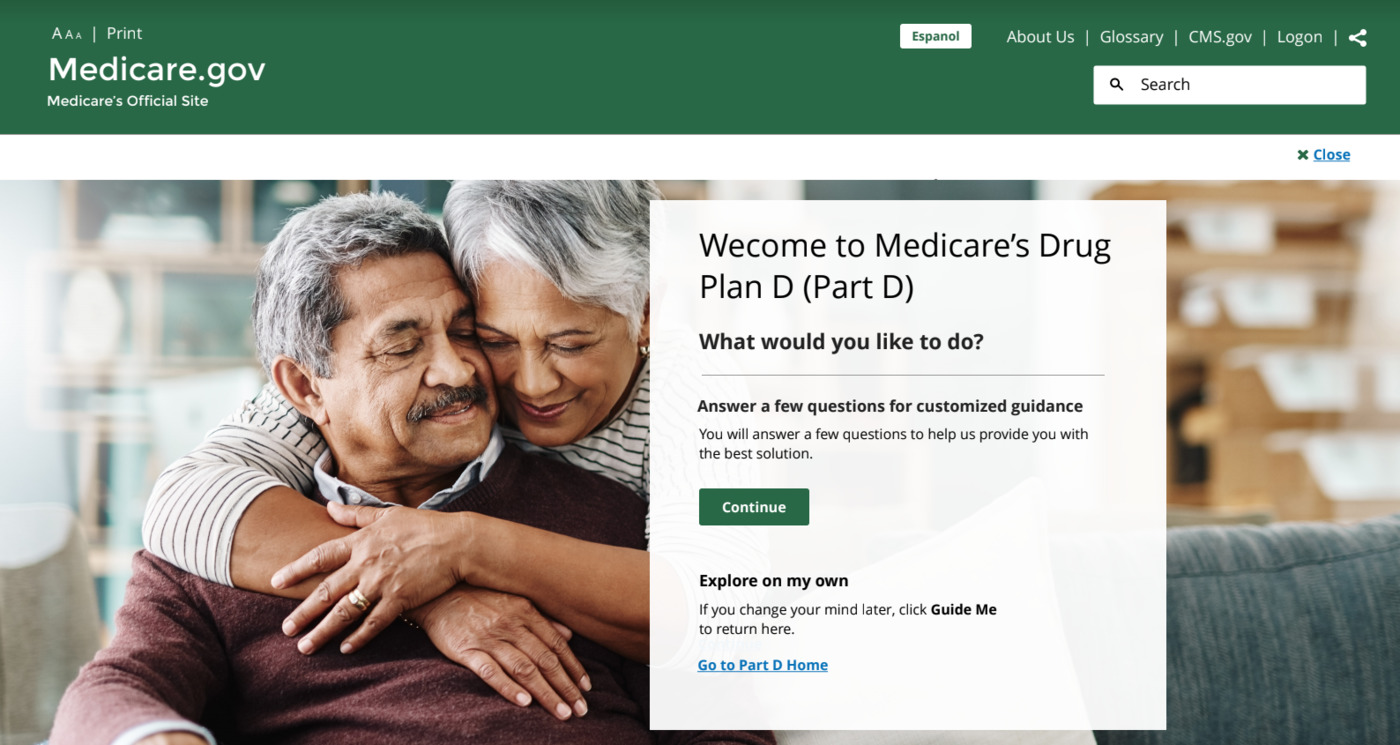 A A A | Print
Espanol
About Us | Glossary | CMS.gov | Logon |
Medicare.gov
Medicare's Official Site
Search
Close
Wecome to Medicare's Drug
Plan D (Part D)
What would you like to do?
Answer a few questions for customized guidance
You will answer a few questions to help us provide you with
the best solution.
Continue
Explore on my own
If you change your mind later, click Guide Me
to return here.
Go to Part D Home